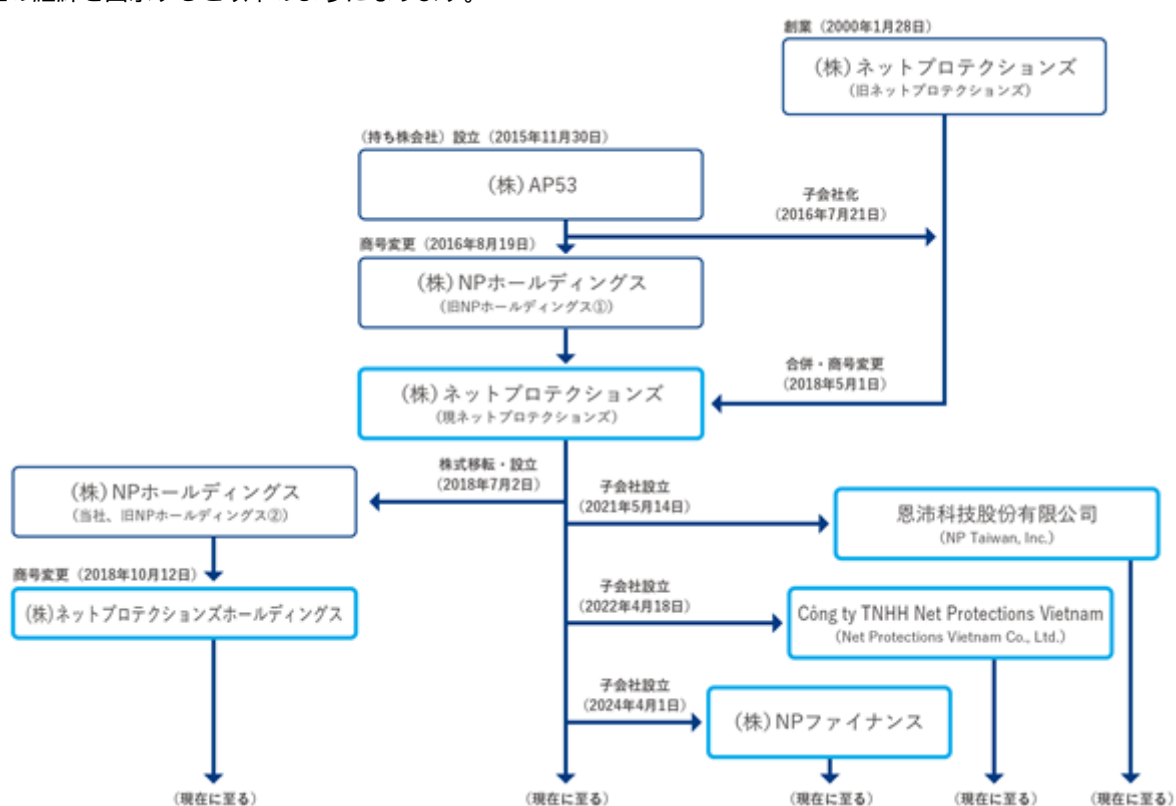 創業（2000年1月28日）
（株）ネットプロテクションズ
（旧ネットプロテクションズ）
（持ち株会社）設立（2015年11月30日）
（株）AP53
子会社化
（2016年7月21日）
商号変更（2016年8月19日）
（株）NPホールディングス
（旧NPホールディングス①）
合併・商号変更
（2018年5月1日）
（株）ネットプロテクションズ
（現ネットプロテクションズ）
株式移転・設立
（2018年7月2日）
（株）NPホールディングス
（当社、旧NPホールディングス②）
子会社設立
（2021年5月14日）
恩沛科技股份有限公司
（NP Taiwan, Inc.）
商号変更（2018年10月12日）
（株）ネットプロテクションズホールディングス
子会社設立
（2022年4月18日）
Công ty TNHH Net Protections Vietnam
（Net Protections Vietnam Co., Ltd.）
子会社設立
（2024年4月1日）
（株）NPファイナンス
（現在に至る）
（現在に至る）
（現在に至る）
（現在に至る）
（現在に至る）